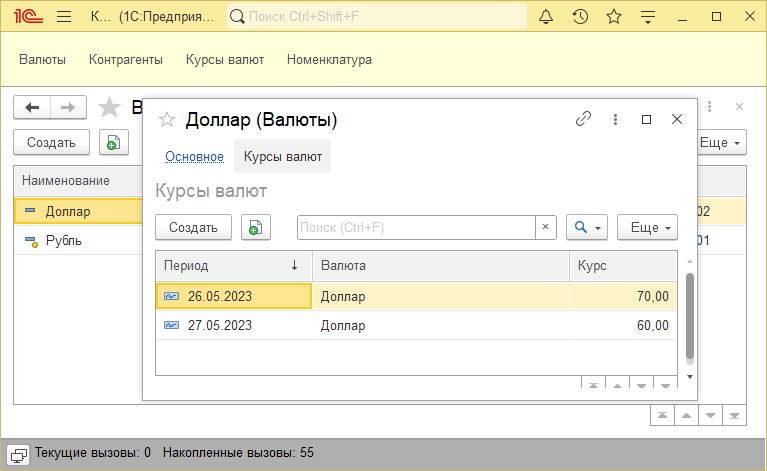 1С К... (1С:Предприя... Поиск Ctrl+Shift+F
Валюты Контрагенты Курсы валют Номенклатура
В
Доллар (Валюты)
Создать Еще
Основное Курсы валют
Наименование
Курсы валют
Доллар 02
Создать Поиск (Ctrl+F) × Еще
Рубль 01
Период ↓ Валюта Курс
26.05.2023 Доллар 70,00
27.05.2023 Доллар 60,00
Текущие вызовы: 0 Накопленные вызовы: 55